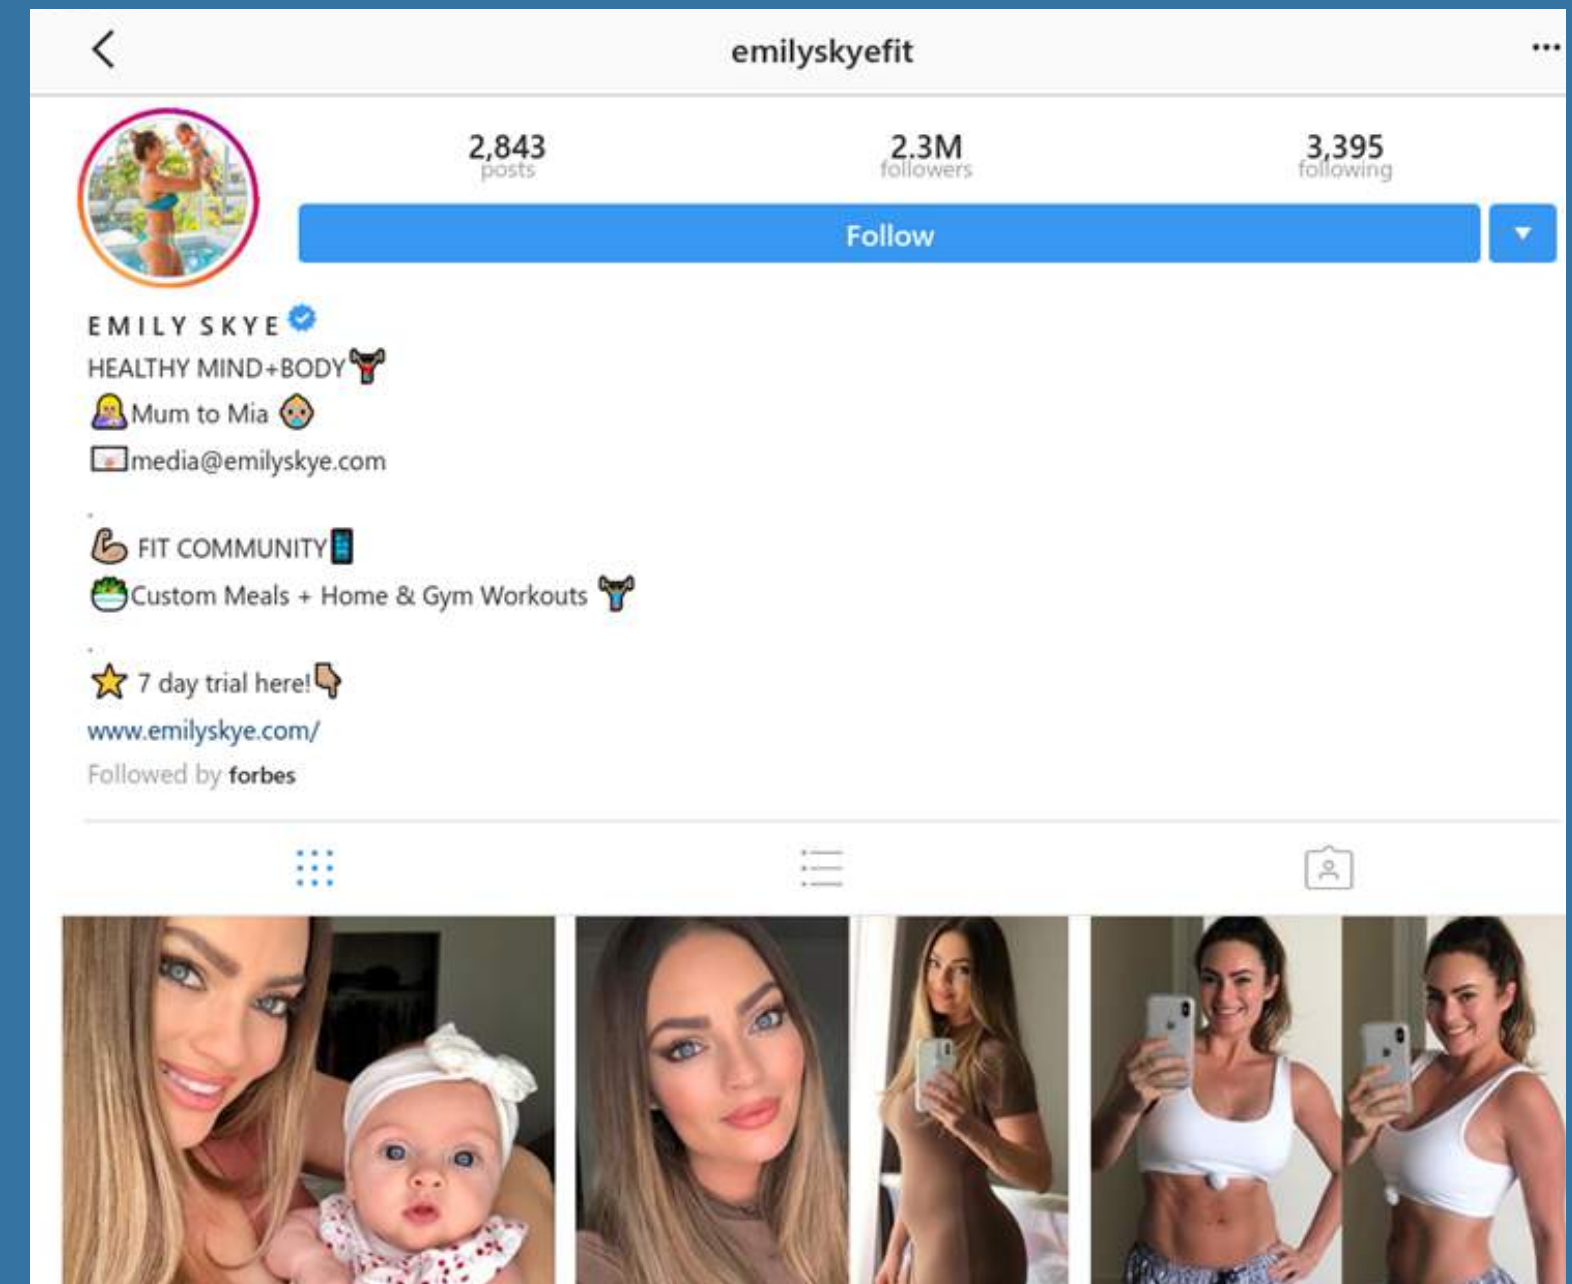 emilyskyefit
2,843
posts
2.3M
followers
3,395
following
Follow
EMILY SKYE
HEALTHY MIND+BODY
Mum to Mia
media@emilyskye.com
.
FIT COMMUNITY
Custom Meals + Home & Gym Workouts
.
7 day trial here!
www.emilyskye.com/
Followed by forbes